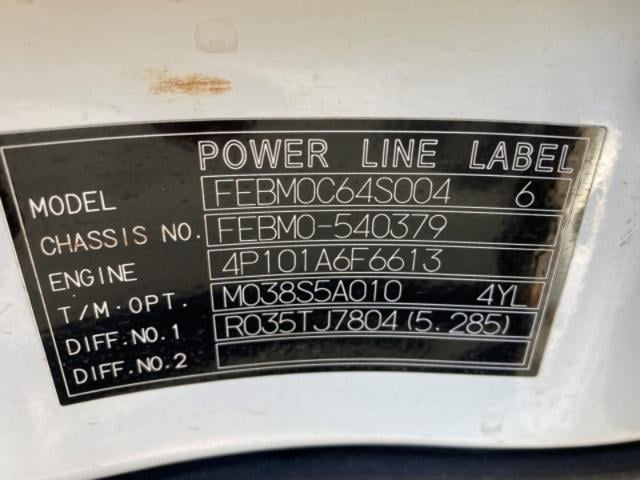 POWER LINE LABEL
MODEL FEBM0C64S004 6
CHASSIS NO. FEBM0-540379
ENGINE 4P101A6F6613
T/M·OPT. M038S5A010 4YL
DIFF.NO.1 R035TJ7804(5.285)
DIFF.NO.2